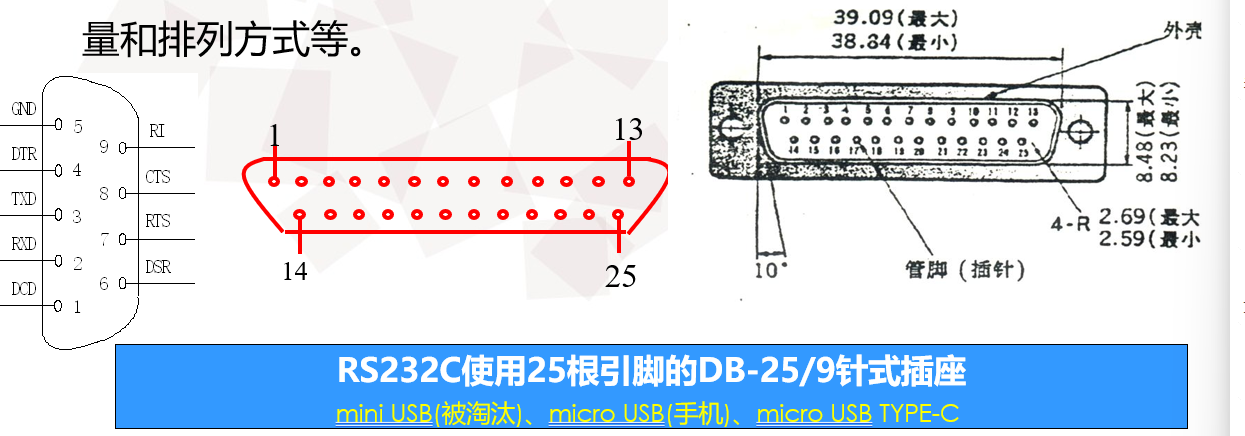 量和排列方式等。
GND
5
9
RI
DTR
4
8
CTS
TXD
3
7
RTS
RXD
2
6
DSR
DCD
1
1
13
14
25
39.09(最大)
38.84(最小)
外壳
1 2 3 4 5 6 7 8 9 10 11 12 13
14 15 16 17 18 19 20 21 22 23 24 25
8.48(最大)
8.23(最小)
4-R 2.69(最大
2.59(最小
10°
管脚(插针)
RS232C使用25根引脚的DB-25/9针式插座
mini USB(被淘汰)、micro USB(手机)、micro USB TYPE-C